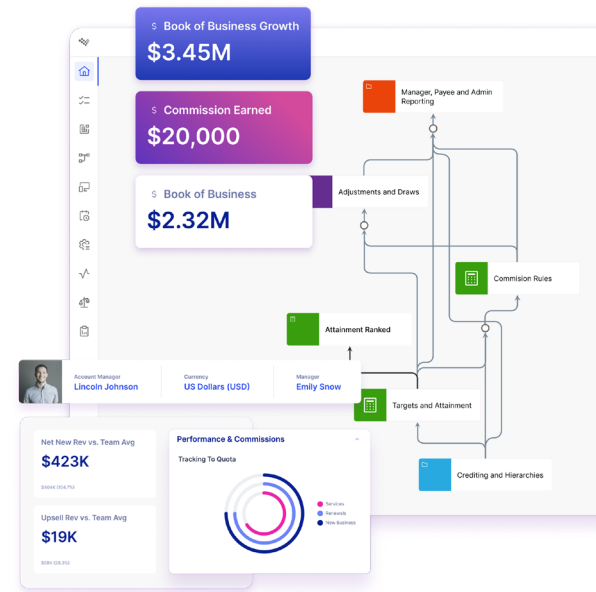 $ Book of Business Growth
$3.45M
$ Commission Earned
$20,000
$ Book of Business
$2.32M
Manager, Payee and Admin
Reporting
Adjustments and Draws
Commision Rules
Attainment Ranked
Account Manager
Lincoln Johnson
Currency
US Dollars (USD)
Manager
Emily Snow
Targets and Attainment
Crediting and Hierarchies
Net New Rev vs. Team Avg
$423K
Upsell Rev vs. Team Avg
$19K
Performance & Commissions
Tracking To Quota
Services
Renewals
New Business